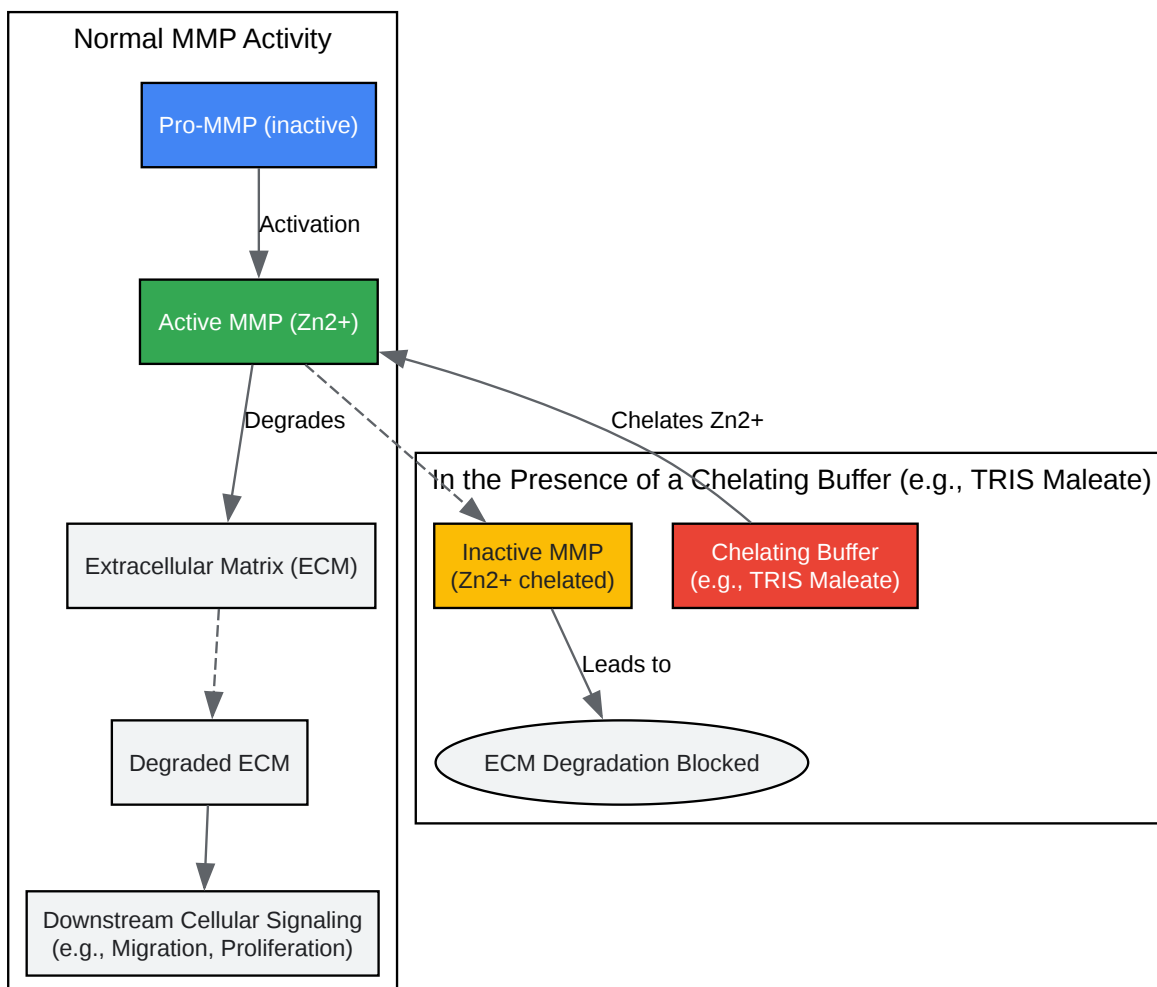 Normal MMP Activity
Pro-MMP (inactive)
Activation
Active MMP (Zn2+)
Degrades
Chelates Zn2+
In the Presence of a Chelating Buffer (e.g., TRIS Maleate)
Extracellular Matrix (ECM)
Inactive MMP
(Zn2+ chelated)
Chelating Buffer
(e.g., TRIS Maleate)
Leads to
Degraded ECM
ECM Degradation Blocked
Downstream Cellular Signaling
(e.g., Migration, Proliferation)